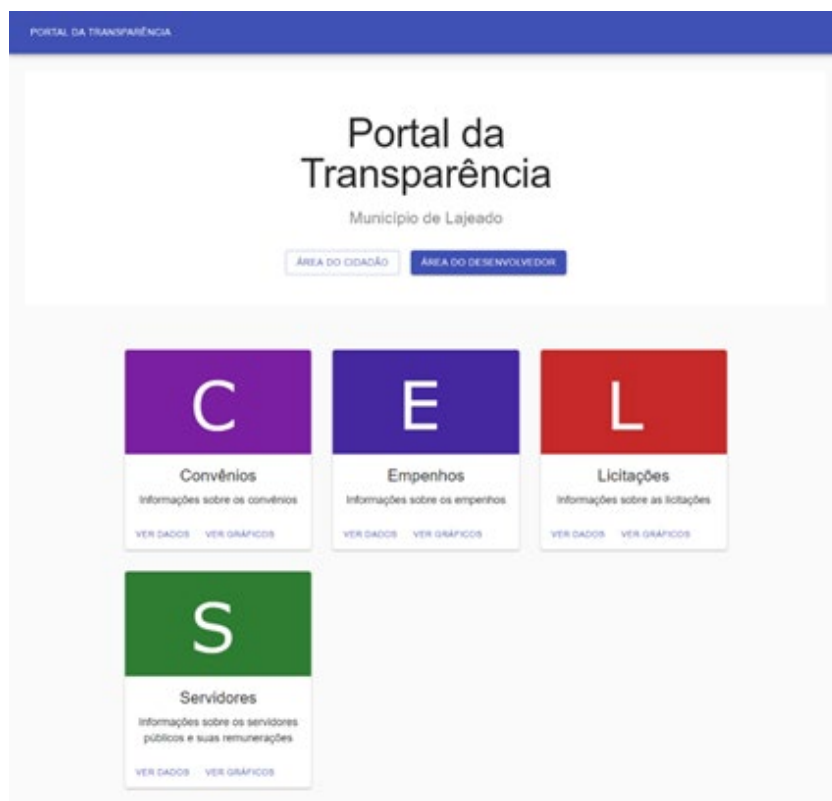 PORTAL DA TRANSPARÊNCIA
Portal da
Transparência
Município de Lajeado
ÁREA DO CIDADÃO ÁREA DO DESENVOLVEDOR
C E L
Convênios Empenhos Licitações
Informações sobre os convênios Informações sobre os empenhos Informações sobre as licitações
VER DADOS VER GRÁFICOS VER DADOS VER GRÁFICOS VER DADOS VER GRÁFICOS
S
Servidores
Informações sobre os servidores
públicos e suas remunerações
VER DADOS VER GRÁFICOS